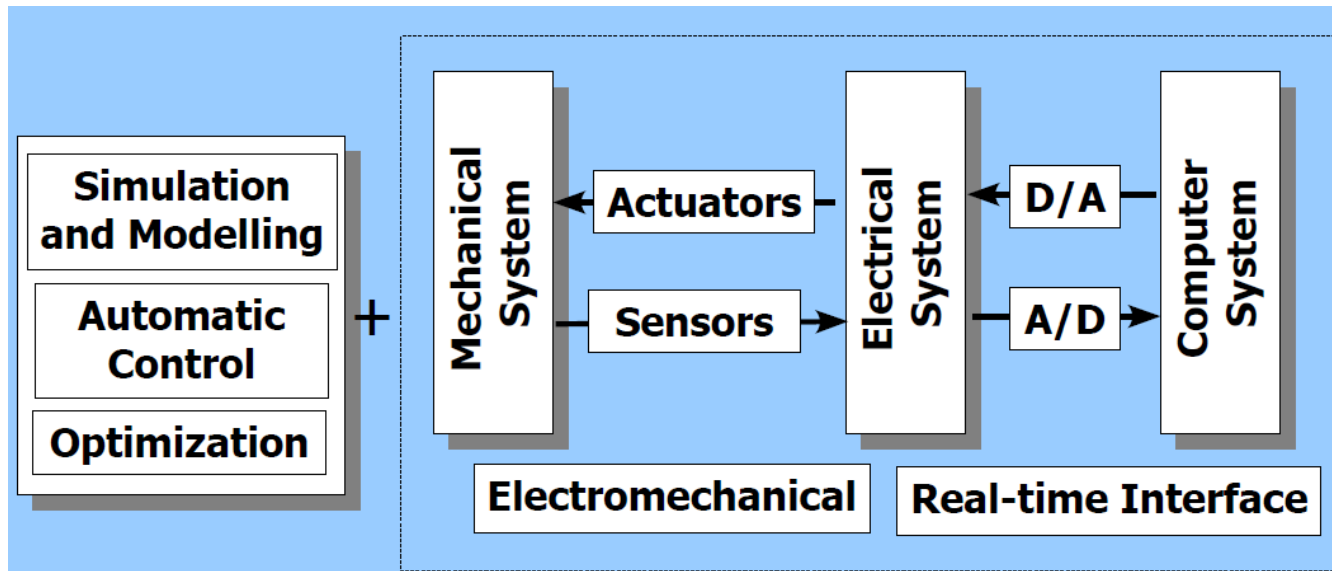 Simulation
and Modelling
Automatic
Control
Optimization
+
Mechanical
System
Actuators
Sensors
Electrical
System
D/A
A/D
Computer
System
Electromechanical
Real-time Interface